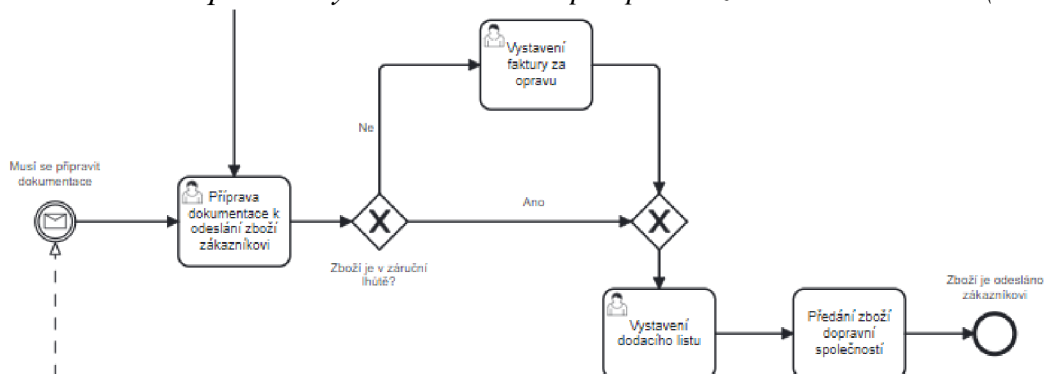 Musí se připravit
dokumentace
Příprava
dokumentace k
odeslání zboží
zákazníkovi
Ne
Vystavení
faktury za
opravu
Ano
Zboží je v záruční
lhůtě?
Vystavení
dodacího listu
Předání zboží
dopravní
společností
Zboží je odesláno
zákazníkovi